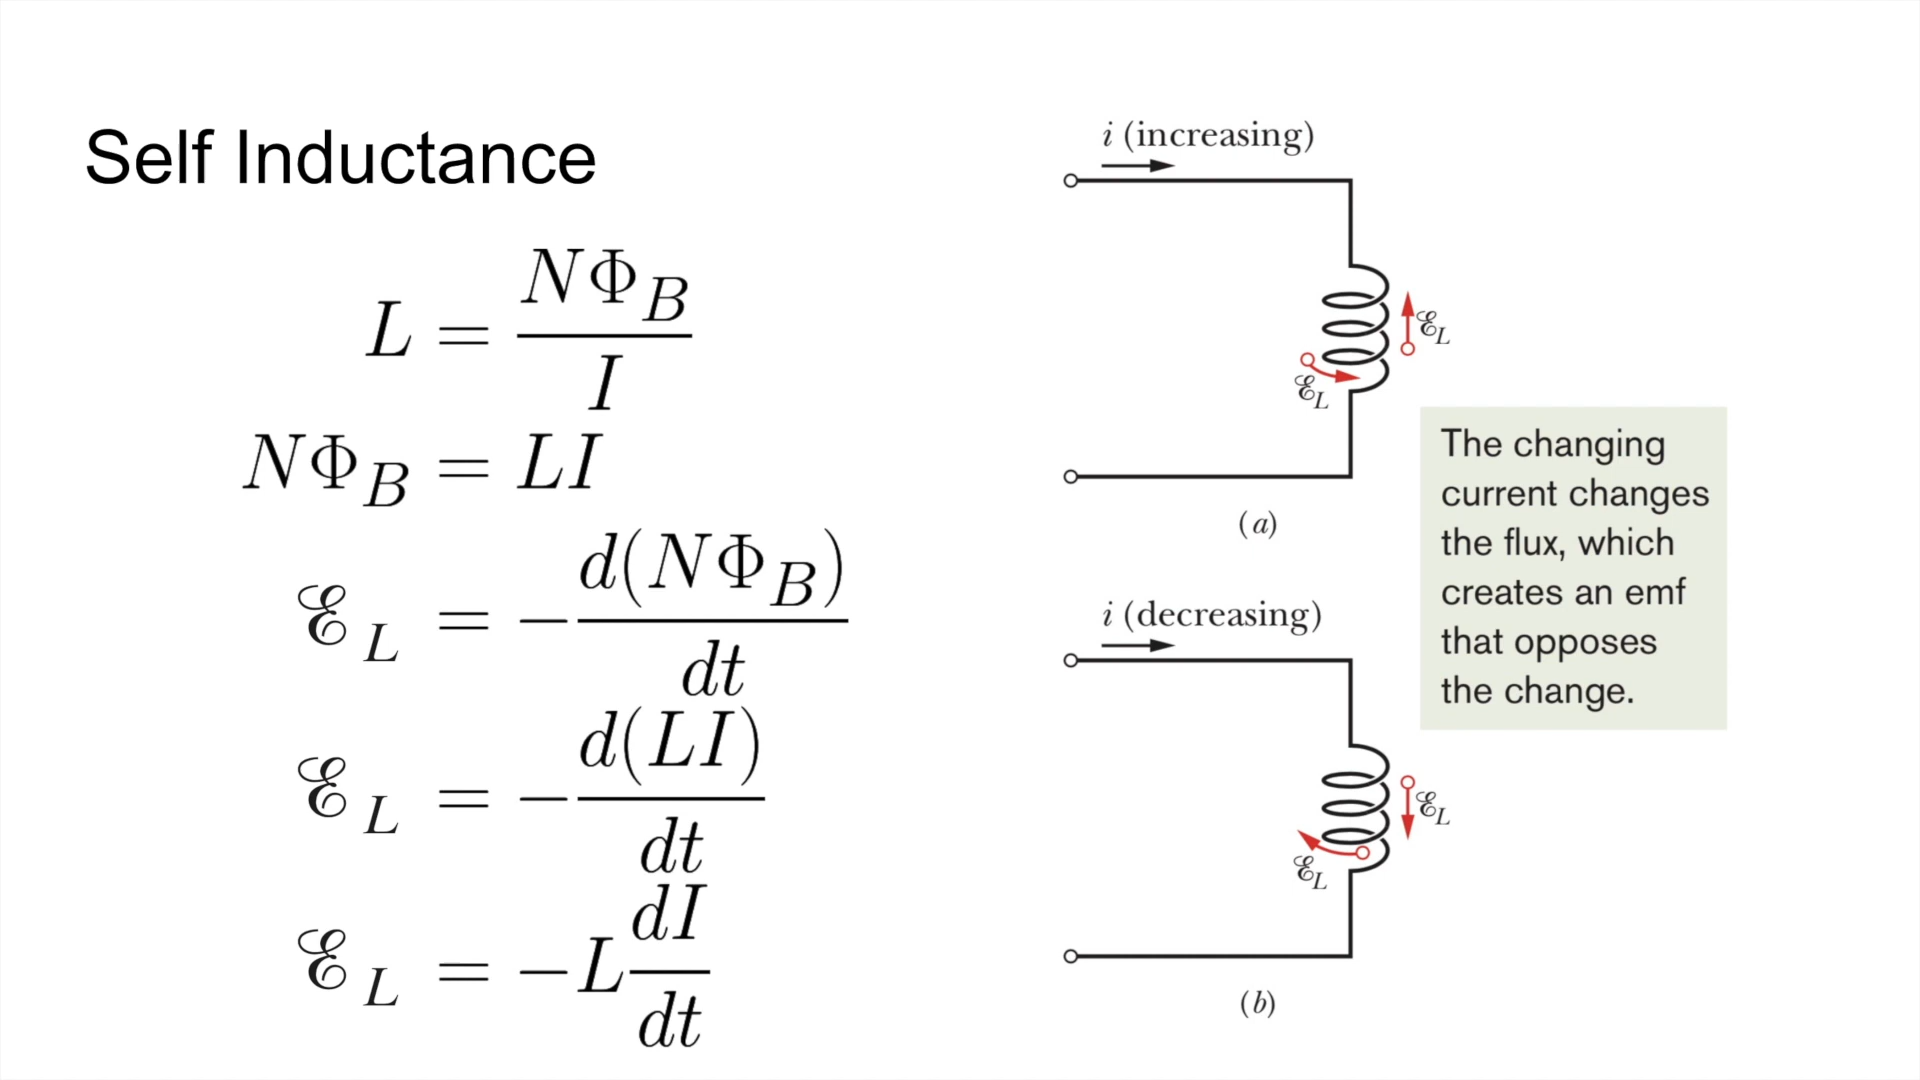 Self Inductance
L = NΦ_B / I
NΦ_B = LI
ℰ_L = −d(NΦ_B)/dt
ℰ_L = −d(LI)/dt
ℰ_L = −L dI/dt
i (increasing)
ℰ_L
ℰ_L
(a)
The changing
current changes
the flux, which
creates an emf
that opposes
the change.
i (decreasing)
ℰ_L
ℰ_L
(b)